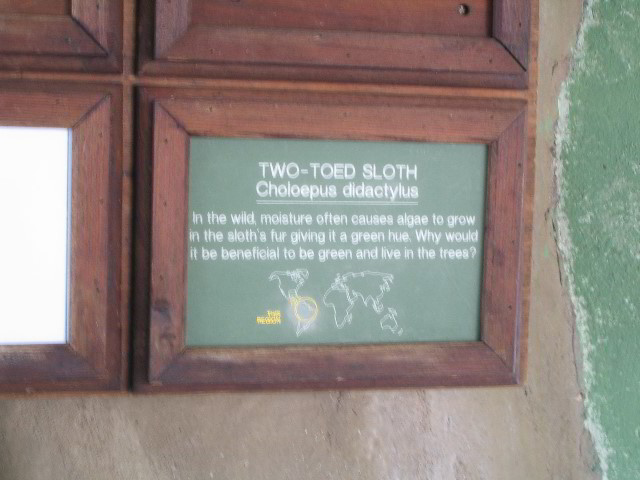 TWO-TOED SLOTH
Choloepus didactylus
In the wild, moisture often causes algae to grow
in the sloth's fur giving it a green hue. Why would
it be beneficial to be green and live in the trees?